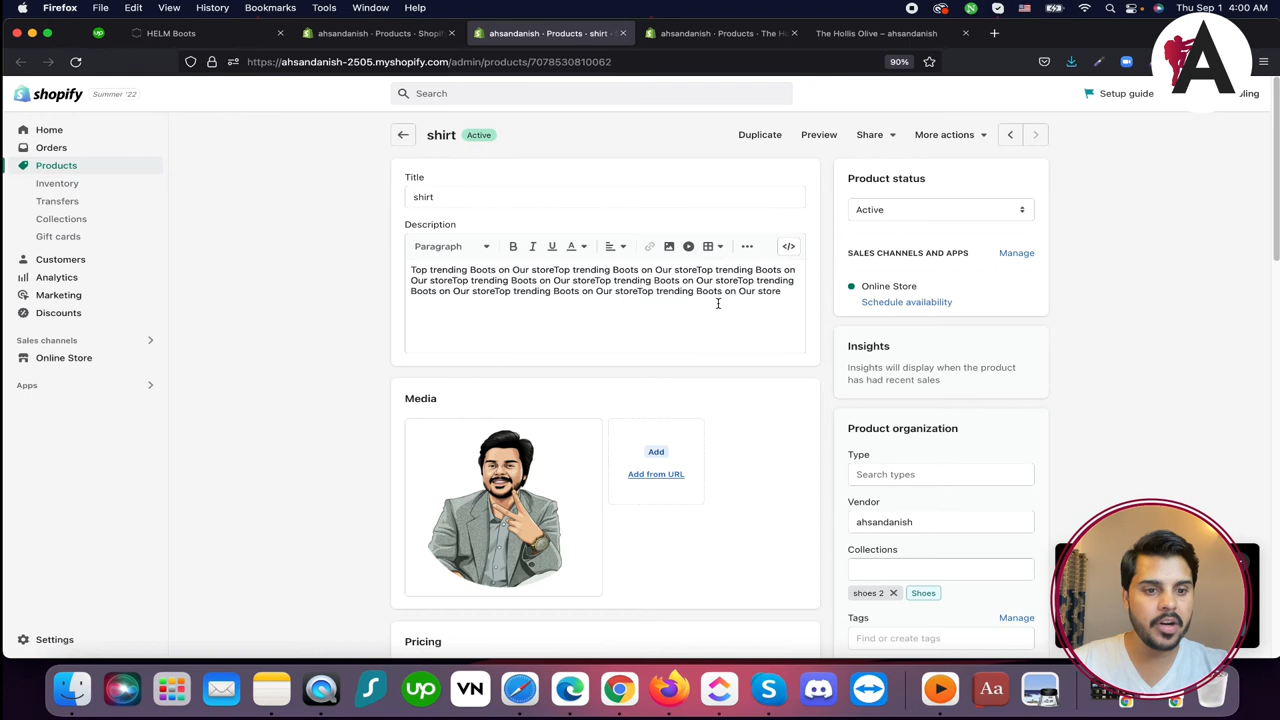 Firefox File Edit View History Bookmarks Tools Window Help
Thu Sep 1 4:00 AM
HELM Boots
ahsandanish · Products · Shopif
ahsandanish · Products · shirt ·
ahsandanish · Products · The H
The Hollis Olive – ahsandanish
https://ahsandanish-2505.myshopify.com/admin/products/7078530810062
90%
shopify
Summer '22
Search
Setup guide
Home
Orders
Products
Inventory
Transfers
Collections
Gift cards
Customers
Analytics
Marketing
Discounts
Sales channels
Online Store
Apps
Settings
shirt Active
Duplicate Preview Share More actions
Title
shirt
Description
Paragraph B I U A
Top trending Boots on Our storeTop trending Boots on Our storeTop trending Boots on
Our storeTop trending Boots on Our storeTop trending Boots on Our storeTop trending
Boots on Our storeTop trending Boots on Our storeTop trending Boots on Our store
Media
Add
Add from URL
Pricing
Product status
Active
SALES CHANNELS AND APPS Manage
Online Store
Schedule availability
Insights
Insights will display when the product
has had recent sales
Product organization
Type
Search types
Vendor
ahsandanish
Collections
shoes 2
Shoes
Tags Manage
Find or create tags
A
up
VN
Aa